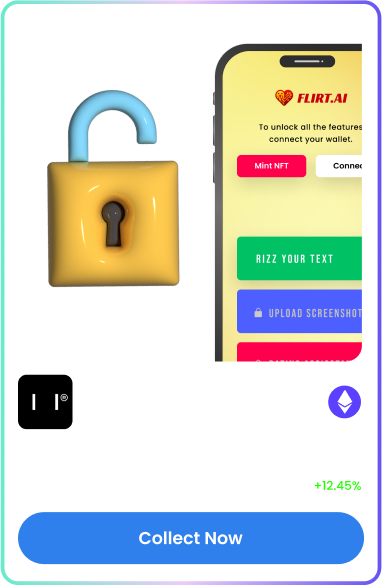 FLIRT.AI
To unlock all the features
connect your wallet.
Mint NFT
Connec
RIZZ YOUR TEXT
UPLOAD SCREENSHOT
+12.45%
Collect Now